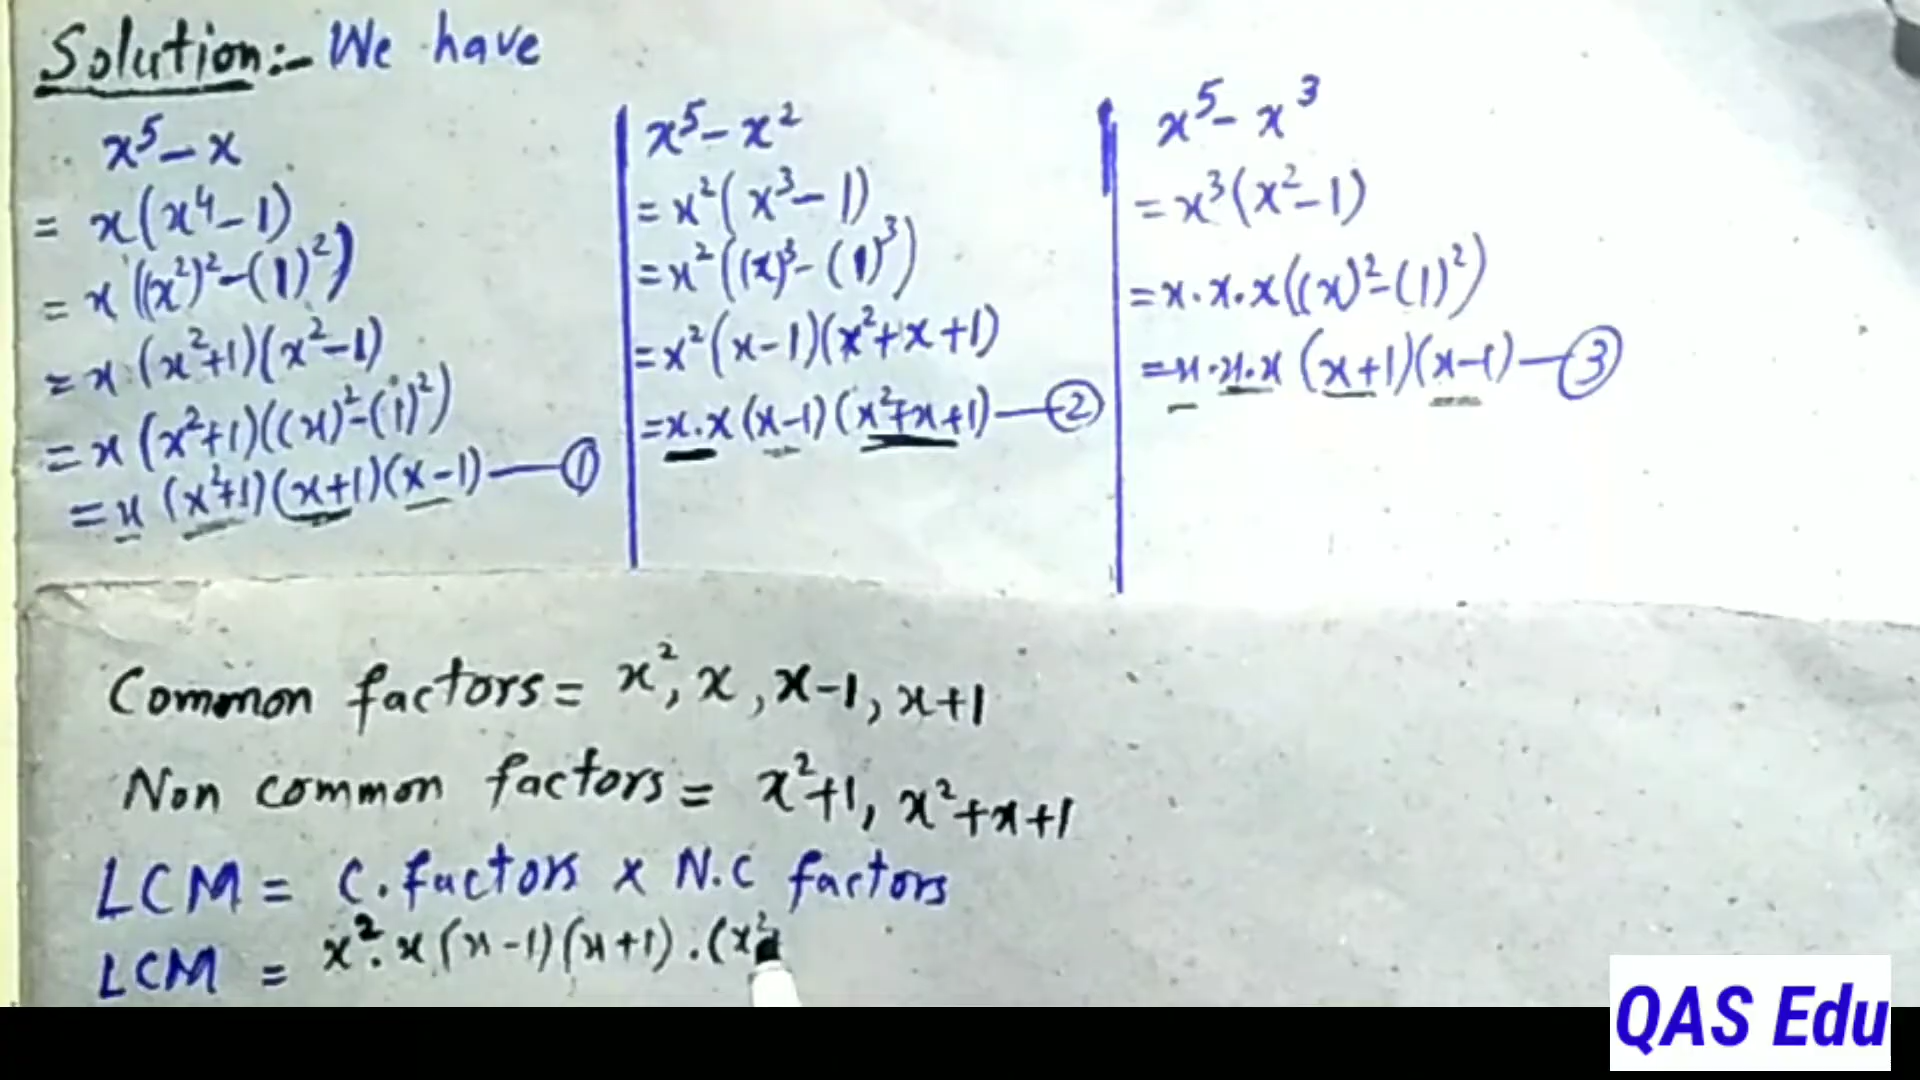 Solution:- We have
x⁵ - x
= x(x⁴ - 1)
= x((x²)² - (1)²)
= x(x²+1)(x²-1)
= x(x²+1)((x)² - (1)²)
= x(x²+1)(x+1)(x-1) — ①
x⁵ - x²
= x²(x³ - 1)
= x²((x)³ - (1)³)
= x²(x-1)(x²+x+1)
= x.x(x-1)(x²+x+1) — ②
x⁵ - x³
= x³(x² - 1)
= x.x.x((x)² - (1)²)
= x.x.x(x+1)(x-1) — ③
Common factors = x², x, x-1, x+1
Non common factors = x²+1, x²+x+1
LCM = C.factors x N.C factors
LCM = x².x(x-1)(x+1).(x²
QAS Edu